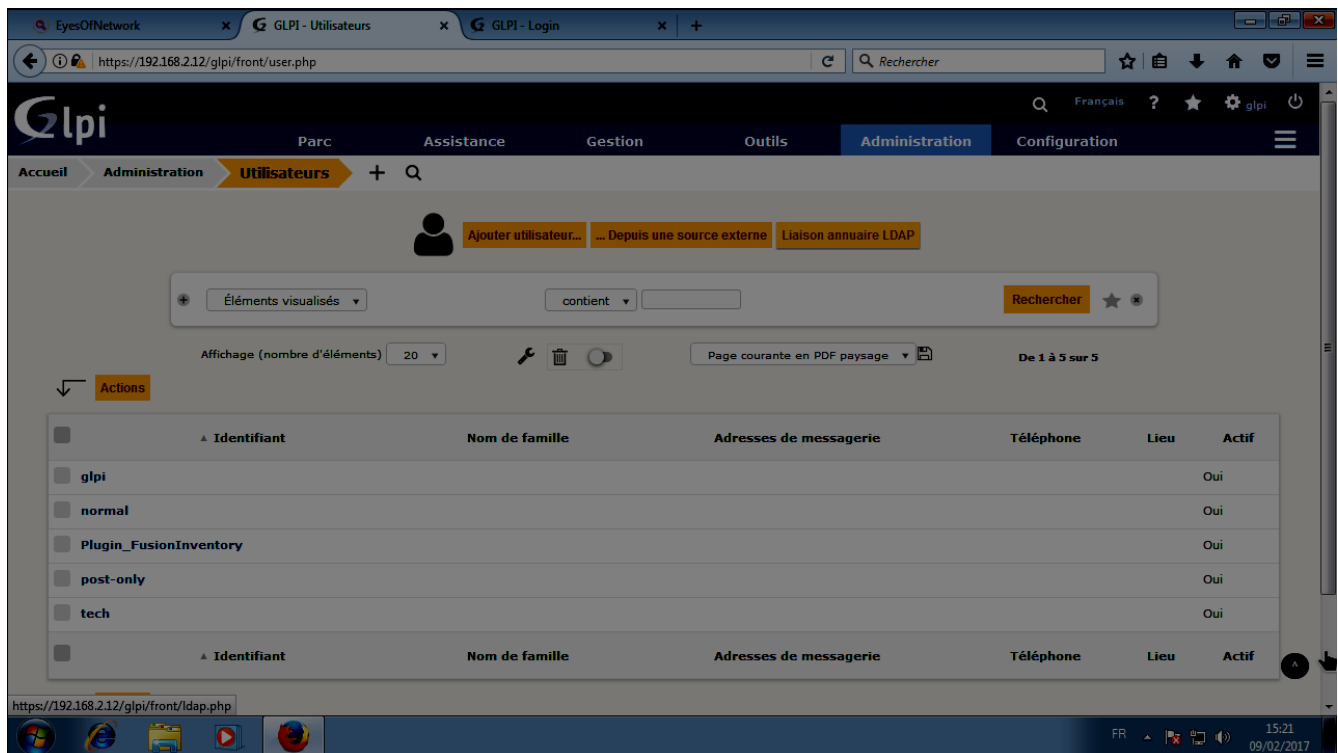 EyesOfNetwork
GLPI - Utilisateurs
GLPI - Login
https://192.168.2.12/glpi/front/user.php
Rechercher
Glpi
Français ? glpi
Parc Assistance Gestion Outils Administration Configuration
Accueil Administration Utilisateurs
Ajouter utilisateur... ... Depuis une source externe Liaison annuaire LDAP
Éléments visualisés contient Rechercher
Affichage (nombre d'éléments) 20 Page courante en PDF paysage De 1 à 5 sur 5
Actions
Identifiant Nom de famille Adresses de messagerie Téléphone Lieu Actif
glpi Oui
normal Oui
Plugin_FusionInventory Oui
post-only Oui
tech Oui
Identifiant Nom de famille Adresses de messagerie Téléphone Lieu Actif
https://192.168.2.12/glpi/front/ldap.php
FR 15:21
09/02/2017